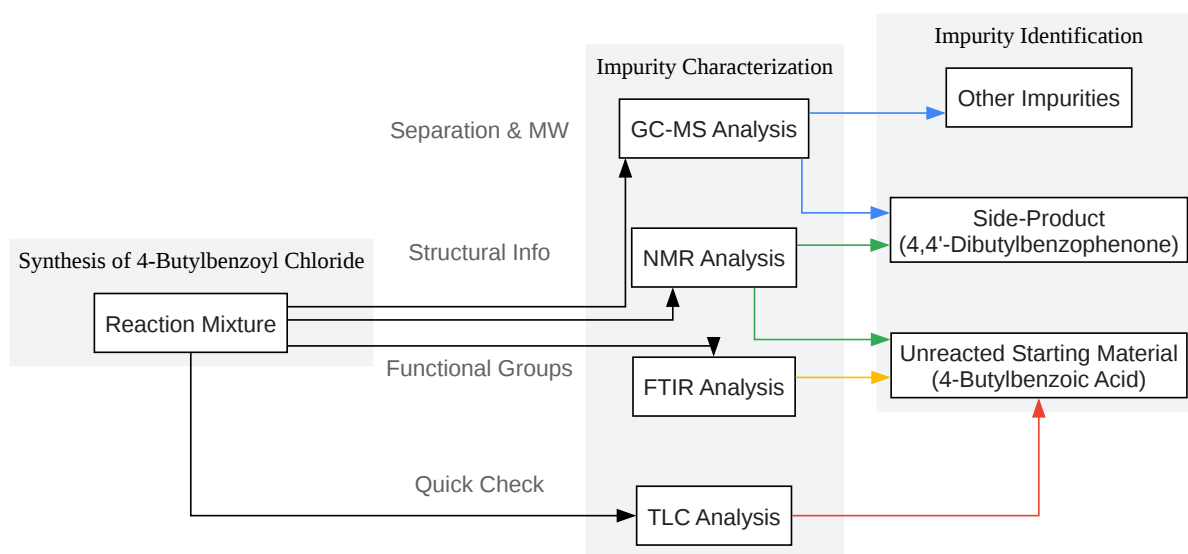 Impurity Identification
Impurity Characterization
Other Impurities
GC-MS Analysis
Separation & MW
Side-Product
(4,4'-Dibutylbenzophenone)
Structural Info
NMR Analysis
Synthesis of 4-Butylbenzoyl Chloride
Reaction Mixture
Unreacted Starting Material
(4-Butylbenzoic Acid)
Functional Groups
FTIR Analysis
Quick Check
TLC Analysis